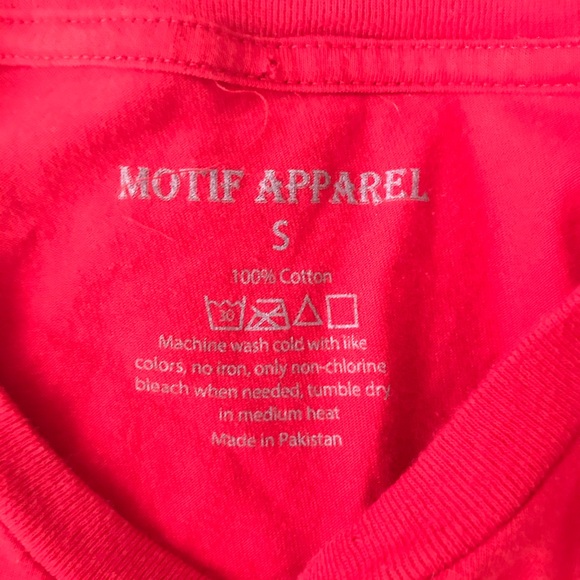 MOTIF APPAREL
S
100% Cotton
30
Machine wash cold with like
colors, no iron, only non-chlorine
bleach when needed, tumble dry
in medium heat
Made in Pakistan